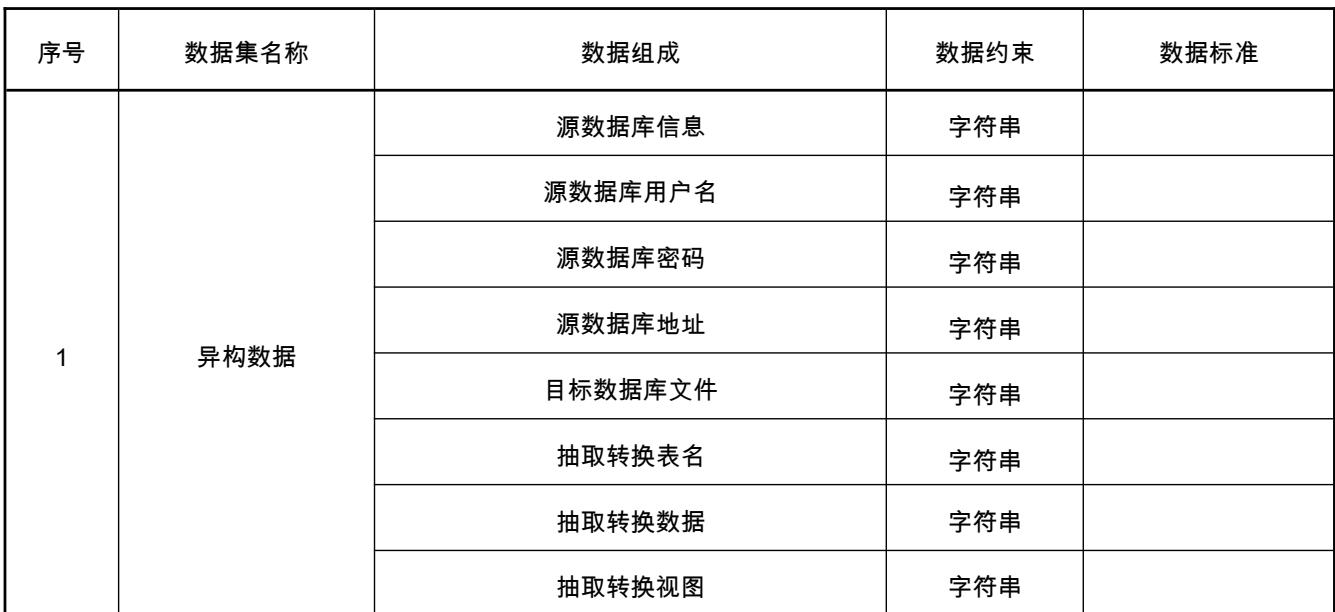 序号 数据集名称 数据组成 数据约束 数据标准
源数据库信息 字符串
源数据库用户名 字符串
源数据库密码 字符串
源数据库地址 字符串
1 异构数据
目标数据库文件 字符串
抽取转换表名 字符串
抽取转换数据 字符串
抽取转换视图 字符串